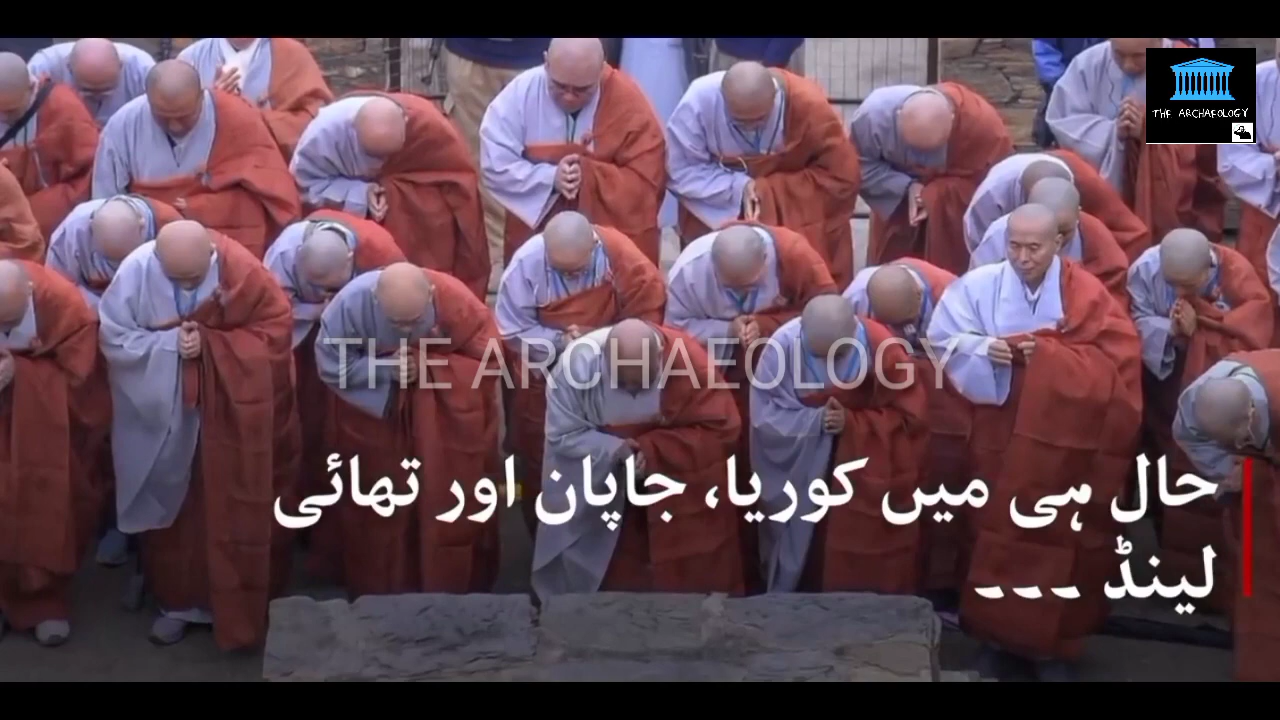 THE ARCHAEOLOGY
THE ARCHAEOLOGY
حال ہی میں کوریا، جاپان اور تھائی
لینڈ ۔۔۔